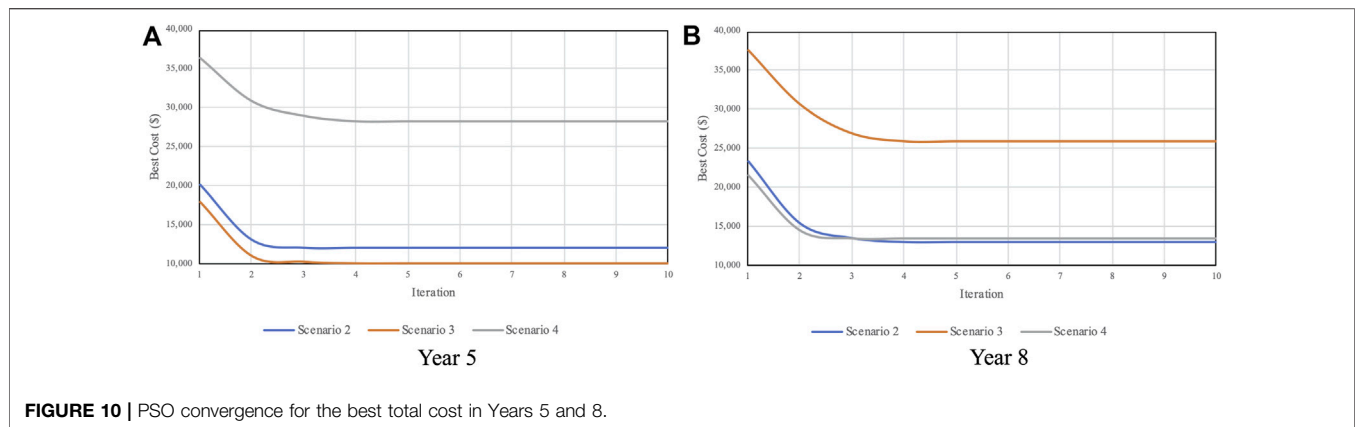 A
Best Cost ($)
40,000
35,000
30,000
25,000
20,000
15,000
10,000
1 2 3 4 5 6 7 8 9 10
Iteration
Scenario 2 Scenario 3 Scenario 4
Year 5
B
Best Cost ($)
40,000
35,000
30,000
25,000
20,000
15,000
10,000
1 2 3 4 5 6 7 8 9 10
Iteration
Scenario 2 Scenario 3 Scenario 4
Year 8
FIGURE 10 | PSO convergence for the best total cost in Years 5 and 8.